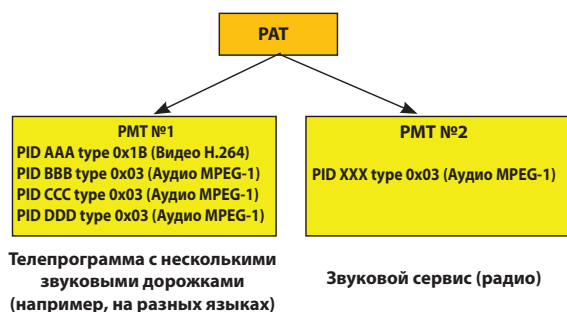 PAT
PMT №1
PID AAA type 0x1B (Видео H.264)
PID BBB type 0x03 (Аудио MPEG-1)
PID CCC type 0x03 (Аудио MPEG-1)
PID DDD type 0x03 (Аудио MPEG-1)
Телепрограмма с несколькими
звуковыми дорожками
(например, на разных языках)
PMT №2
PID XXX type 0x03 (Аудио MPEG-1)
Звуковой сервис (радио)